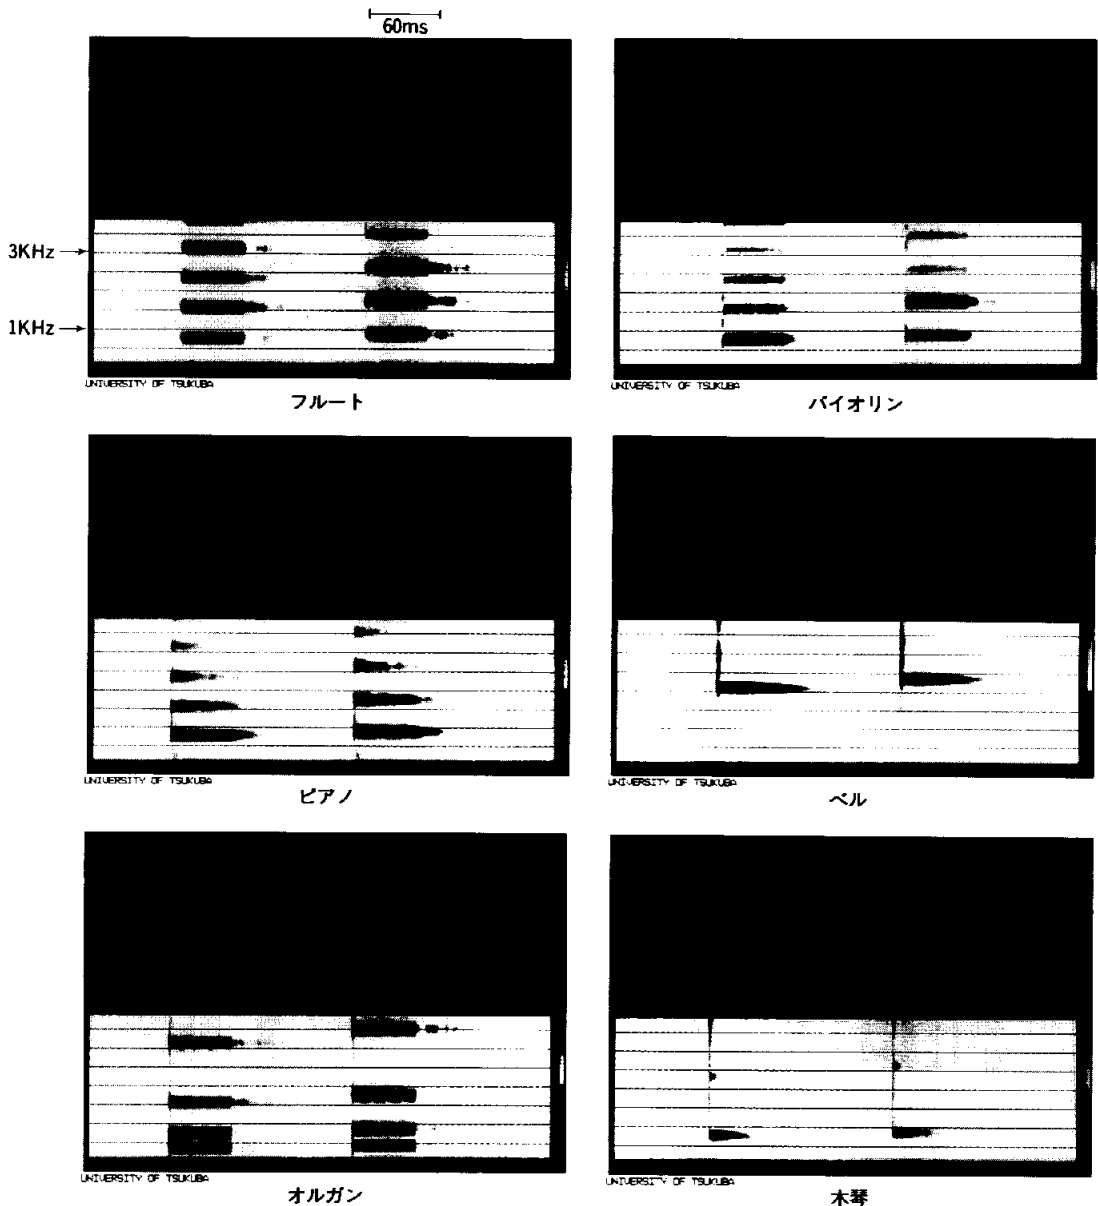 60ms
3KHz
1KHz
UNIVERSITY OF TSUKUBA
フルート
UNIVERSITY OF TSUKUBA
バイオリン
UNIVERSITY OF TSUKUBA
ピアノ
UNIVERSITY OF TSUKUBA
ベル
UNIVERSITY OF TSUKUBA
オルガン
UNIVERSITY OF TSUKUBA
木琴